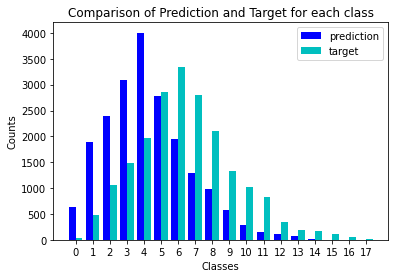 Comparison of Prediction and Target for each class
prediction
target
4000
3500
3000
2500
2000
1500
1000
500
0
Counts
0 1 2 3 4 5 6 7 8 9 10 11 12 13 14 15 16 17
Classes